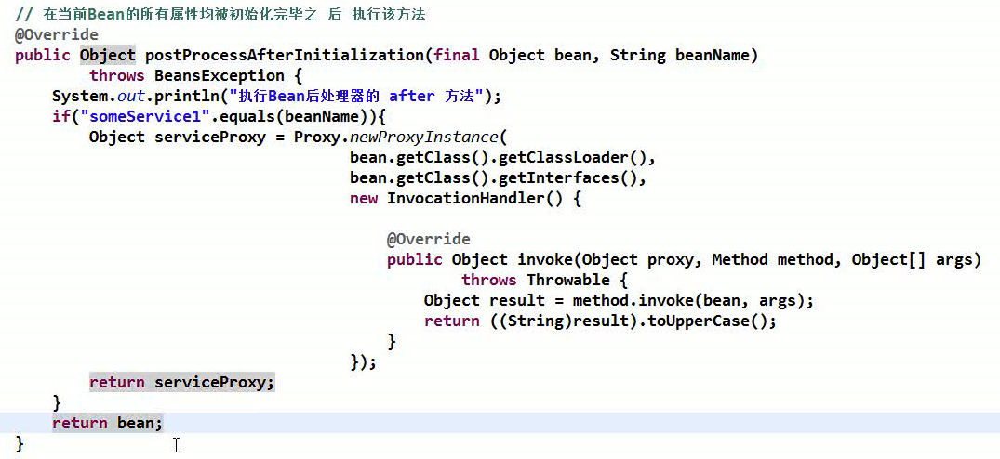 // 在当前Bean的所有属性均被初始化完毕之 后 执行该方法
@Override
public Object postProcessAfterInitialization(final Object bean, String beanName)
throws BeansException {
System.out.println("执行Bean后处理器的 after 方法");
if("someService1".equals(beanName)){
Object serviceProxy = Proxy.newProxyInstance(
bean.getClass().getClassLoader(),
bean.getClass().getInterfaces(),
new InvocationHandler() {
@Override
public Object invoke(Object proxy, Method method, Object[] args)
throws Throwable {
Object result = method.invoke(bean, args);
return ((String)result).toUpperCase();
}
});
return serviceProxy;
}
return bean;
}